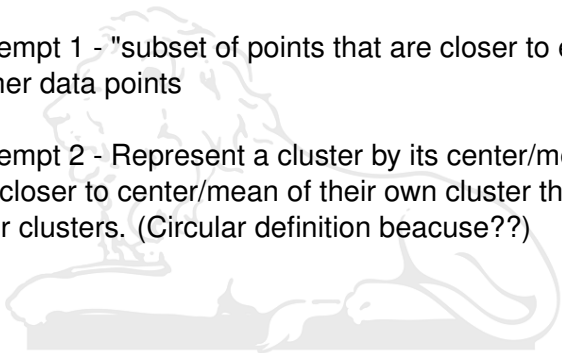 empt 1 - "subset of points that are closer to
her data points
empt 2 - Represent a cluster by its center/m
closer to center/mean of their own cluster th
r clusters. (Circular definition beacuse??)